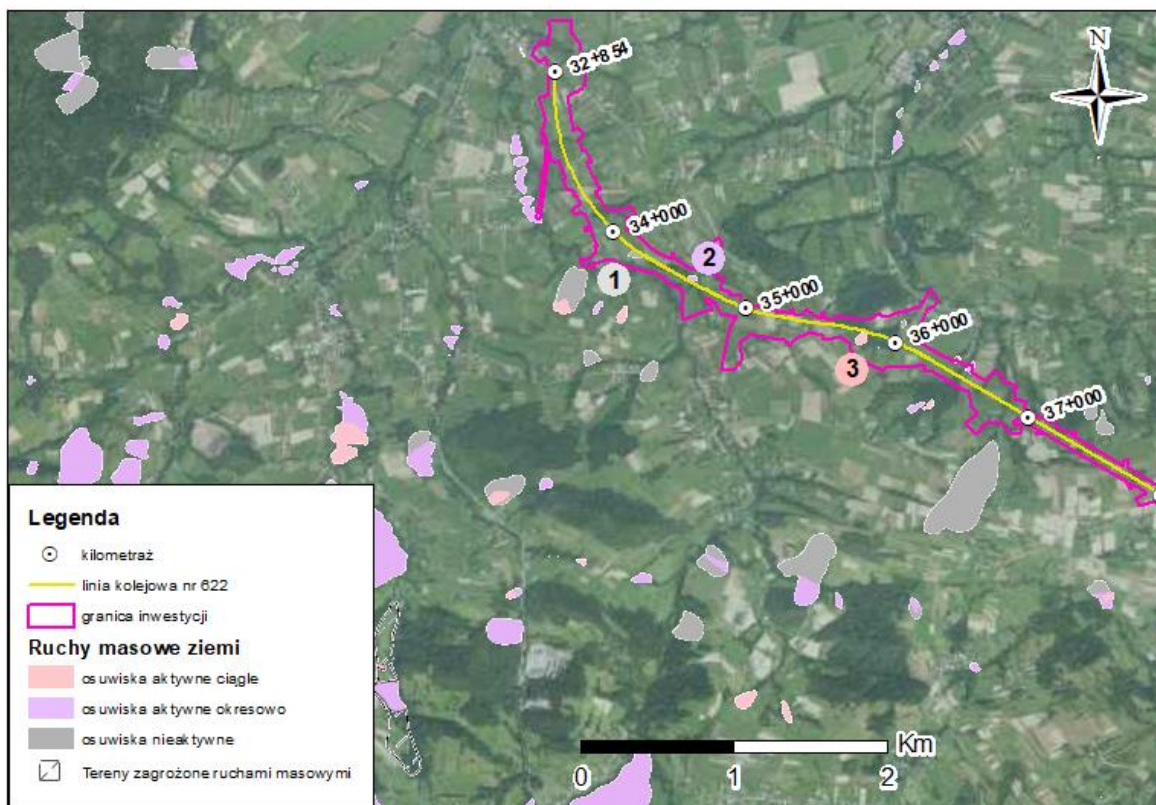 32+854
N
34+000
2
1
35+000
36+000
3
37+000
Legenda
kilometraż
linia kolejowa nr 622
granica inwestycji
Ruchy masowe ziemi
osuwiska aktywne ciągle
osuwiska aktywne okresowo
osuwiska nieaktywne
Tereny zagrożone ruchami masowymi
Km
0 1 2